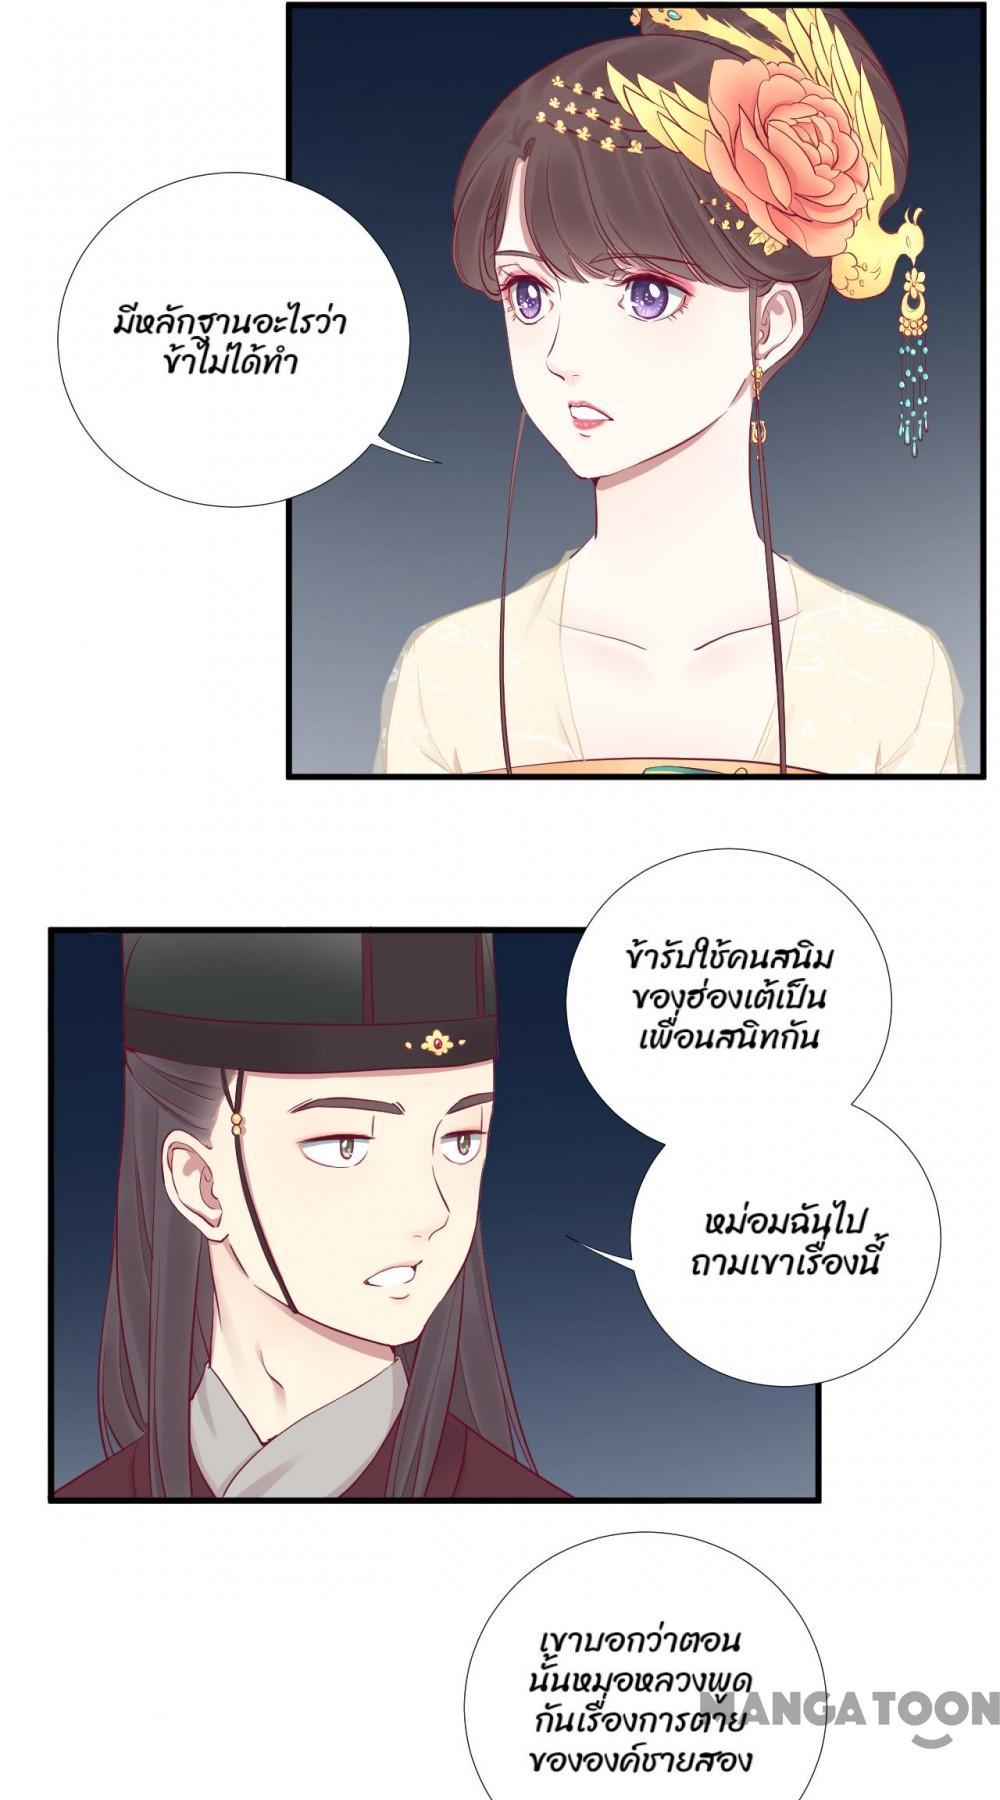 มีหลักฐานอะไรว่า
ข้าไม่ได้ทำ
ข้ารับใช้คนสนิม
ของฮ่องเต้เป็น
เพื่อนสนิทกัน
หม่อมฉันไป
ถามเขาเรื่องนี้
เขาบอกว่าตอน
นั้นหมอหลวงพูด
กันเรื่องการตาย
ขององค์ชายสอง
MANGATOON